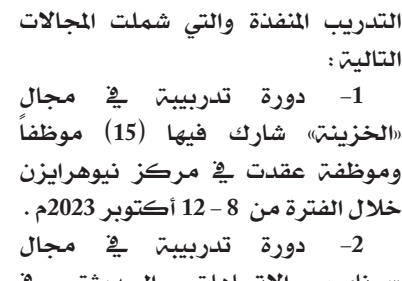 التدريب المنفذة والتي شملت المجالات
التالية :
1- دورة تدريبية في مجال
«الخزينة» شارك فيها (15) موظفاً
وموظفة عقدت في مركز نيوهرايزن
خلال الفترة من 8 – 12 أكتوبر 2023م .
2- دورة تدريبية في مجال